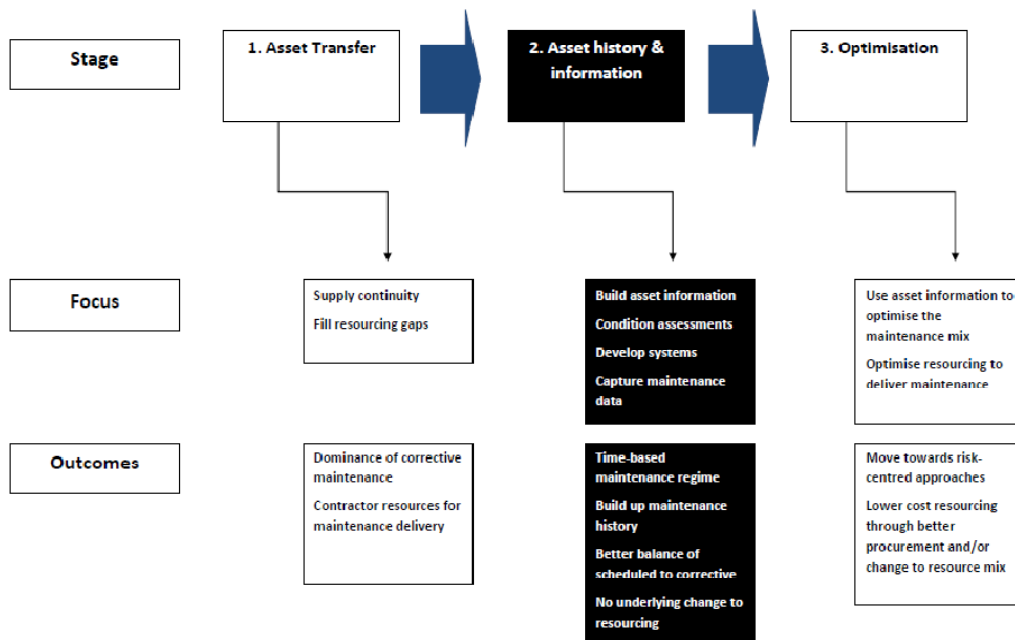 Stage
1. Asset Transfer
2. Asset history &
information
3. Optimisation
Focus
Supply continuity
Fill resourcing gaps
Build asset information
Condition assessments
Develop systems
Capture maintenance
data
Use asset information to
optimise the
maintenance mix
Optimise resourcing to
deliver maintenance
Outcomes
Dominance of corrective
maintenance
Contractor resources for
maintenance delivery
Time-based
maintenance regime
Build up maintenance
history
Better balance of
scheduled to corrective
No underlying change to
resourcing
Move towards risk-
centred approaches
Lower cost resourcing
through better
procurement and/or
change to resource mix